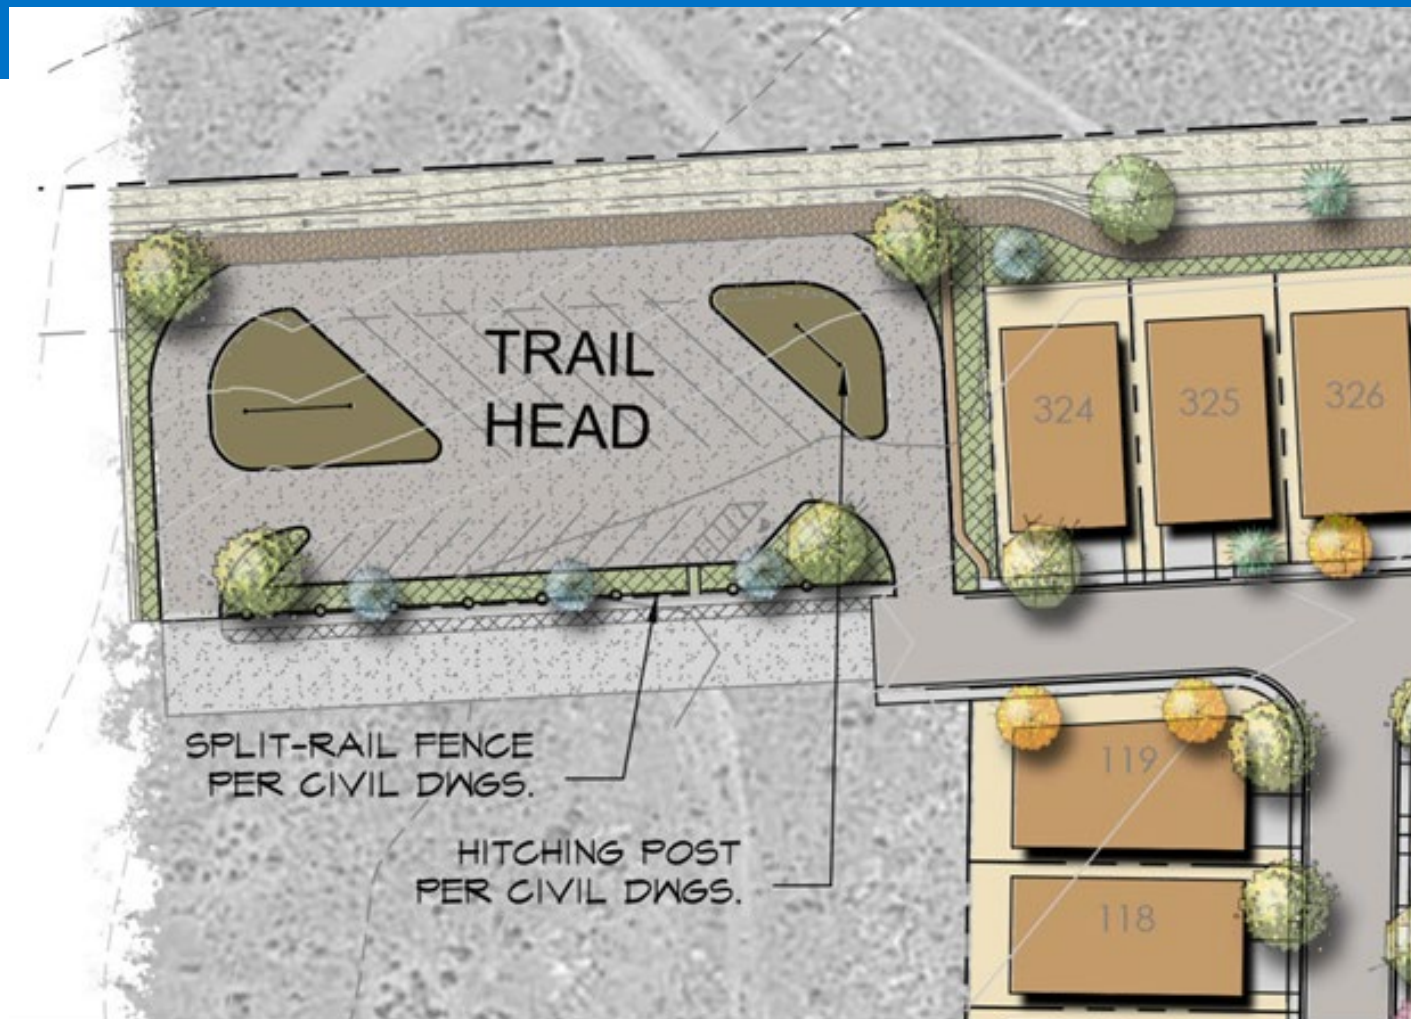 TRAIL
HEAD
324
325
326
SPLIT-RAIL FENCE
PER CIVIL DWGS.
119
HITCHING POST
PER CIVIL DWGS.
118